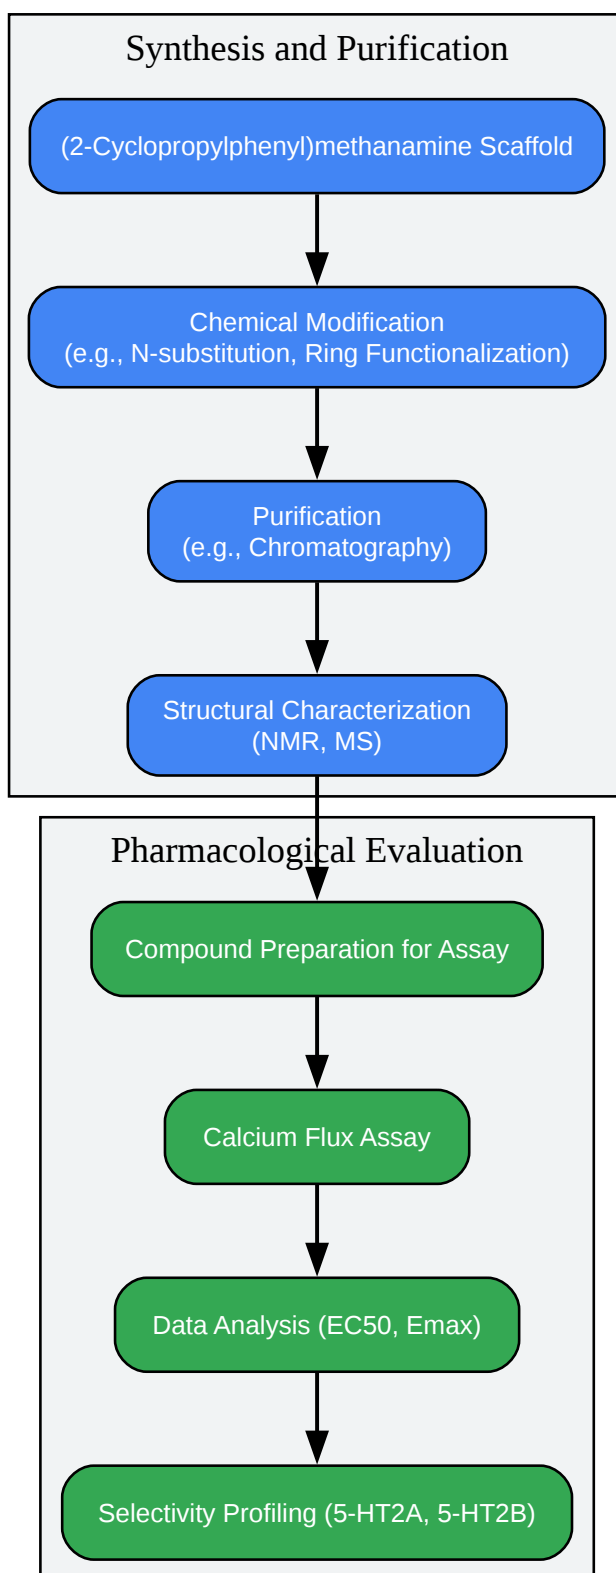 Synthesis and Purification
(2-Cyclopropylphenyl)methanamine Scaffold
Chemical Modification
(e.g., N-substitution, Ring Functionalization)
Purification
(e.g., Chromatography)
Structural Characterization
(NMR, MS)
Pharmacological Evaluation
Compound Preparation for Assay
Calcium Flux Assay
Data Analysis (EC50, Emax)
Selectivity Profiling (5-HT2A, 5-HT2B)